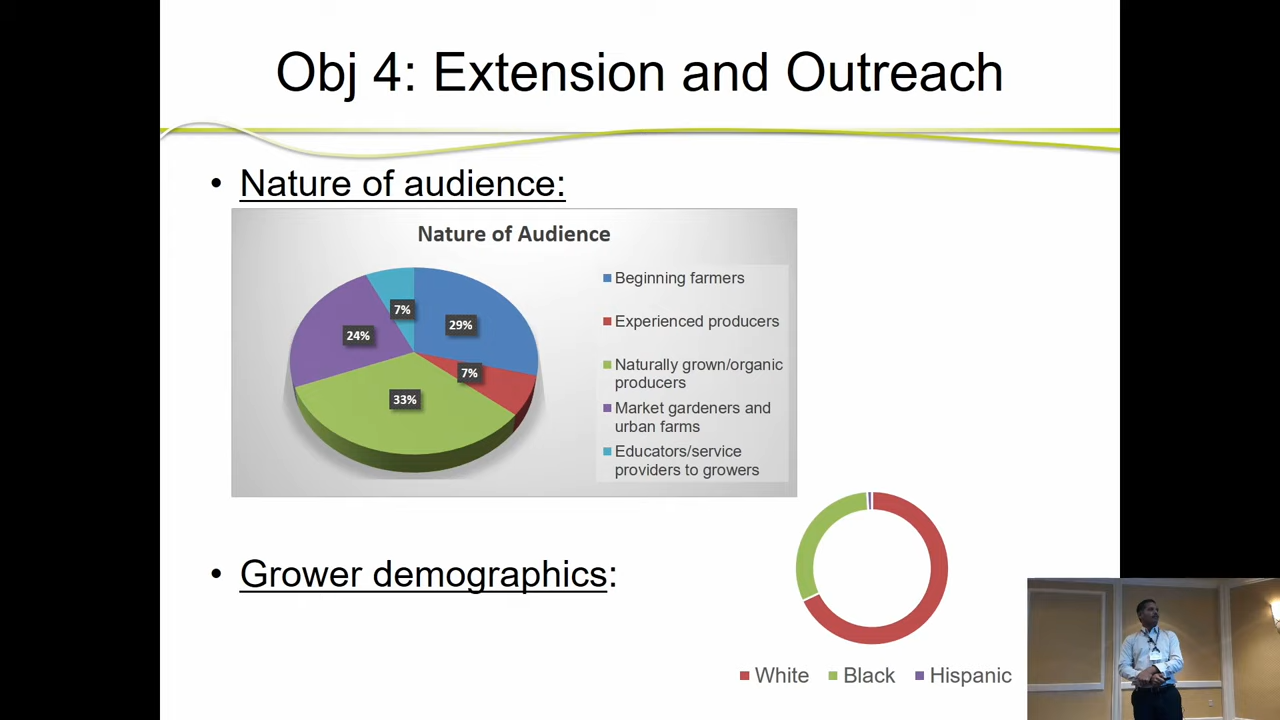 Obj 4: Extension and Outreach
• Nature of audience:
Nature of Audience
7%
29%
24%
7%
33%
Beginning farmers
Experienced producers
Naturally grown/organic
producers
Market gardeners and
urban farms
Educators/service
providers to growers
• Grower demographics:
White Black Hispanic